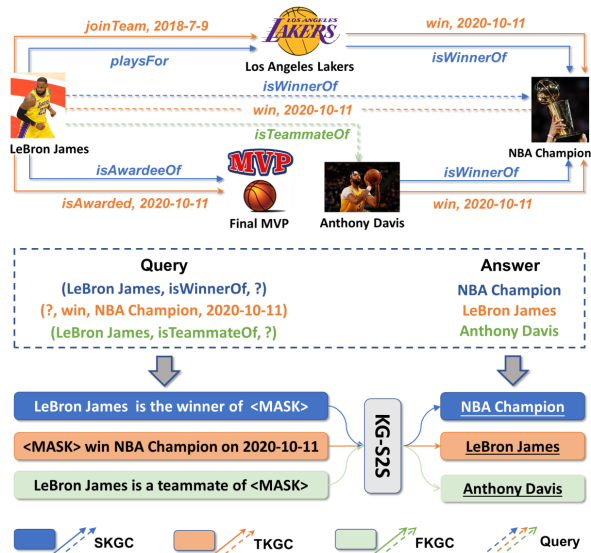 joinTeam, 2018-7-9
LOS ANGELES
LAKERS
win, 2020-10-11
playsFor
Los Angeles Lakers
isWinnerOf
isWinnerOf
win, 2020-10-11
isTeammateOf
LeBron James
NBA Champion
isAwardeeOf
MVP
isWinnerOf
isAwarded, 2020-10-11
Final MVP
Anthony Davis
win, 2020-10-11
Query
Answer
(LeBron James, isWinnerOf, ?)
NBA Champion
(?, win, NBA Champion, 2020-10-11)
LeBron James
(LeBron James, isTeammateOf, ?)
Anthony Davis
LeBron James is the winner of <MASK>
NBA Champion
<MASK> win NBA Champion on 2020-10-11
KG-S2S
LeBron James
LeBron James is a teammate of <MASK>
Anthony Davis
SKGC
TKGC
FKGC
Query